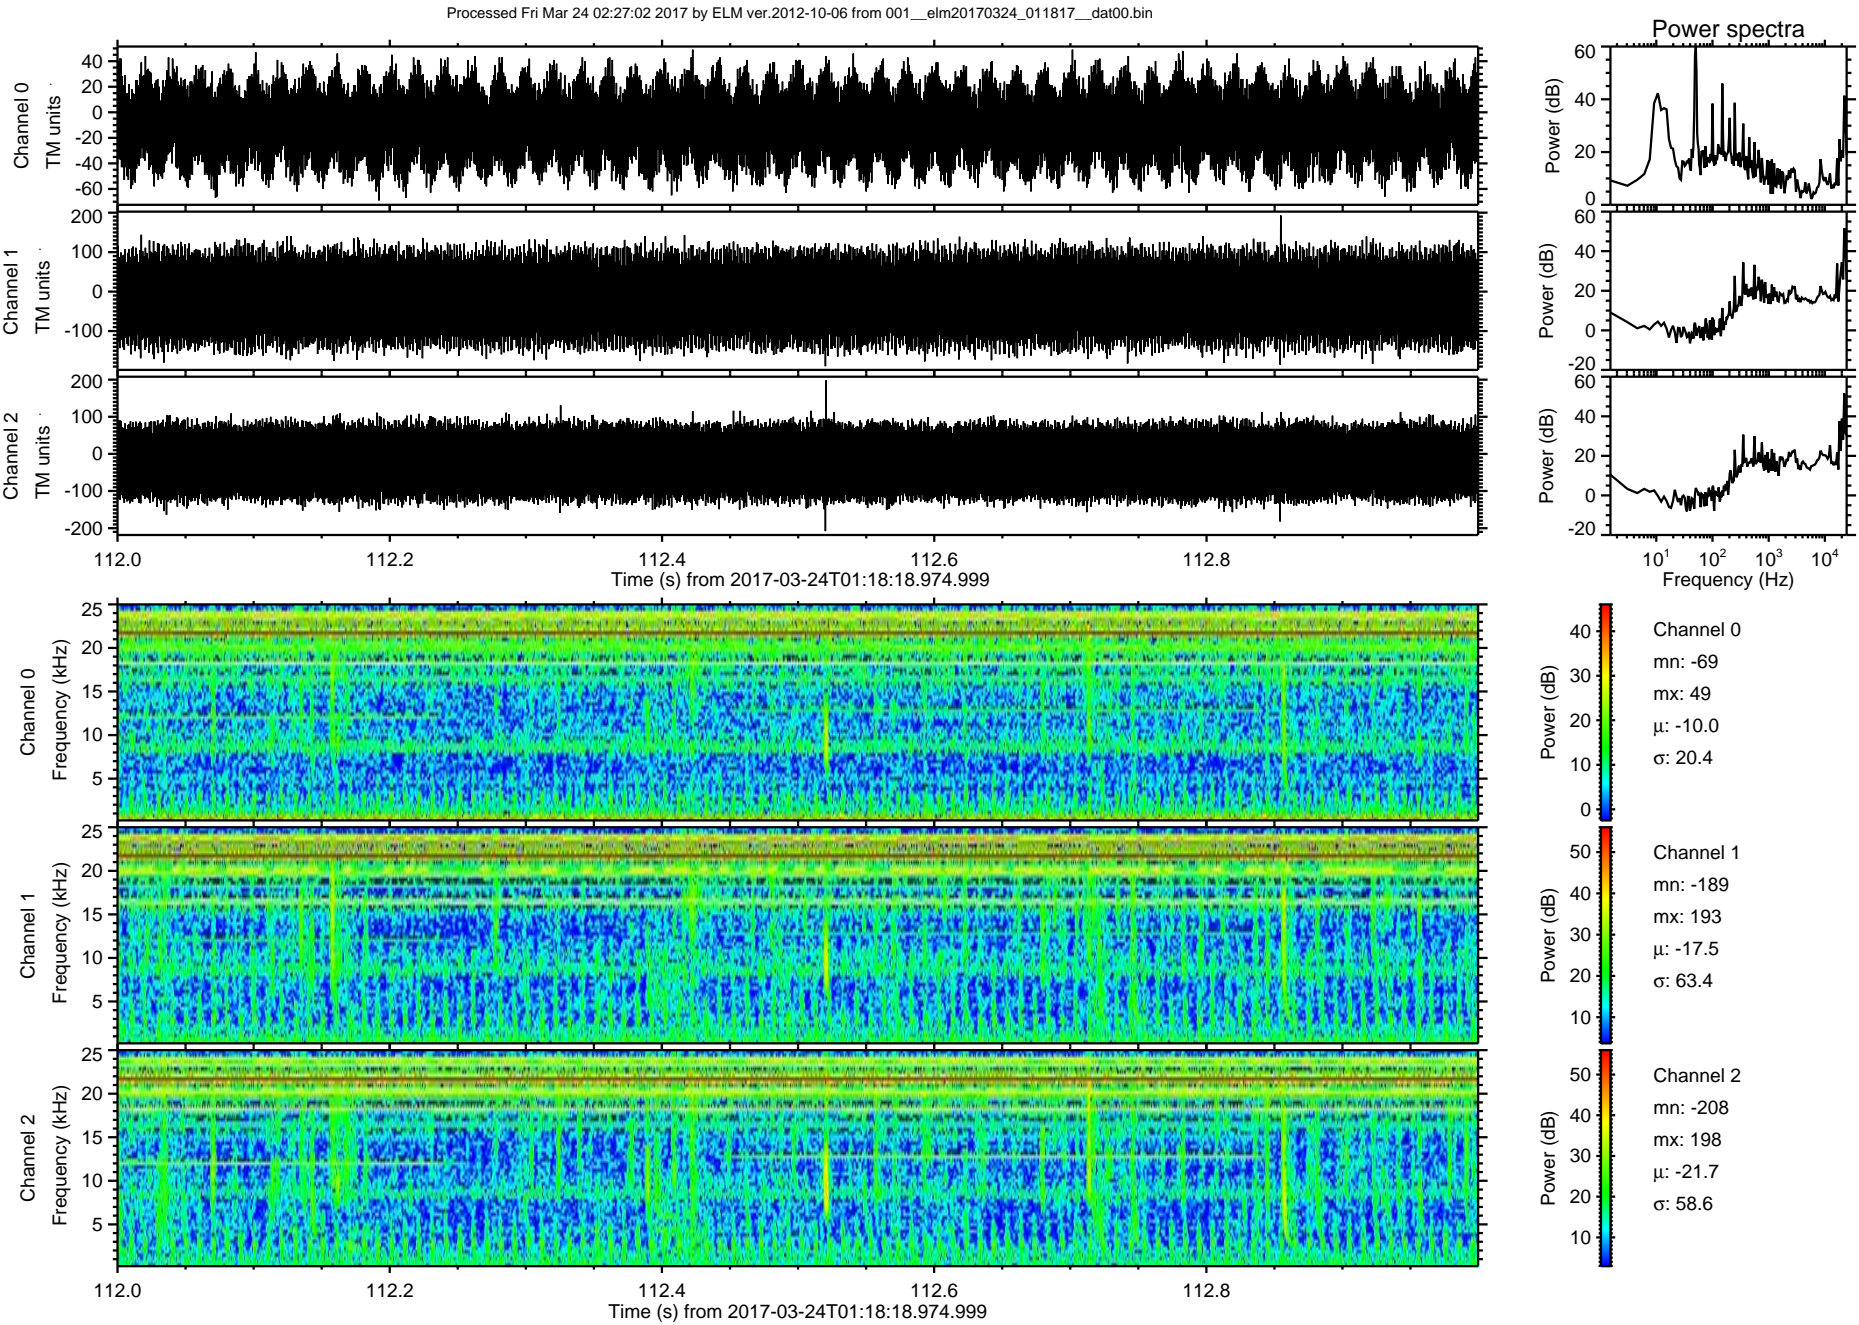 Processed Fri Mar 24 02:27:02 2017 by ELM ver.2012-10-06 from 001__elm20170324_011817__dat00.bin
Power spectra
Channel 0
TM units
40
20
0
-20
-40
-60
Power (dB)
60
40
20
0
Channel 1
TM units
200
100
0
-100
Power (dB)
60
40
20
0
-20
Channel 2
TM units
200
100
0
-100
-200
Power (dB)
60
40
20
0
-20
112.0 112.2 112.4 112.6 112.8
Time (s) from 2017-03-24T01:18:18.974.999
10^1 10^2 10^3 10^4
Frequency (Hz)
Channel 0
Frequency (kHz)
25
20
15
10
5
Power (dB)
40
30
20
10
0
Channel 0
mn: -69
mx: 49
μ: -10.0
σ: 20.4
Channel 1
Frequency (kHz)
25
20
15
10
5
Power (dB)
50
40
30
20
10
Channel 1
mn: -189
mx: 193
μ: -17.5
σ: 63.4
Channel 2
Frequency (kHz)
25
20
15
10
5
Power (dB)
50
40
30
20
10
Channel 2
mn: -208
mx: 198
μ: -21.7
σ: 58.6
112.0 112.2 112.4 112.6 112.8
Time (s) from 2017-03-24T01:18:18.974.999